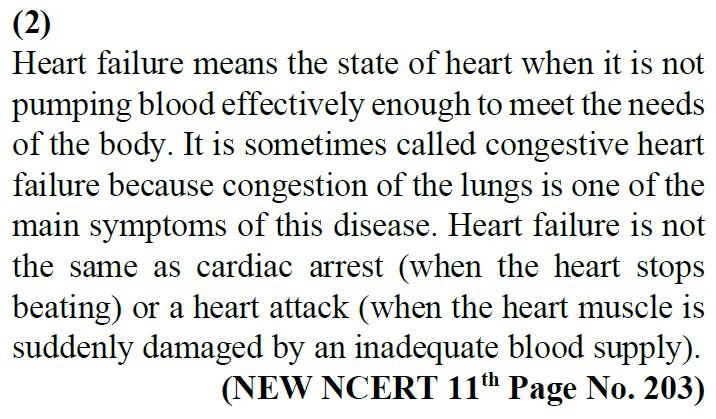 (2)
Heart failure means the state of heart when it is not
pumping blood effectively enough to meet the needs
of the body. It is sometimes called congestive heart
failure because congestion of the lungs is one of the
main symptoms of this disease. Heart failure is not
the same as cardiac arrest (when the heart stops
beating) or a heart attack (when the heart muscle is
suddenly damaged by an inadequate blood supply).
(NEW NCERT 11th Page No. 203)